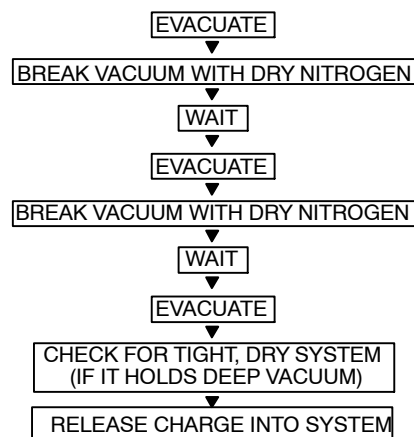 EVACUATE
BREAK VACUUM WITH DRY NITROGEN
WAIT
EVACUATE
BREAK VACUUM WITH DRY NITROGEN
WAIT
EVACUATE
CHECK FOR TIGHT, DRY SYSTEM
(IF IT HOLDS DEEP VACUUM)
RELEASE CHARGE INTO SYSTEM